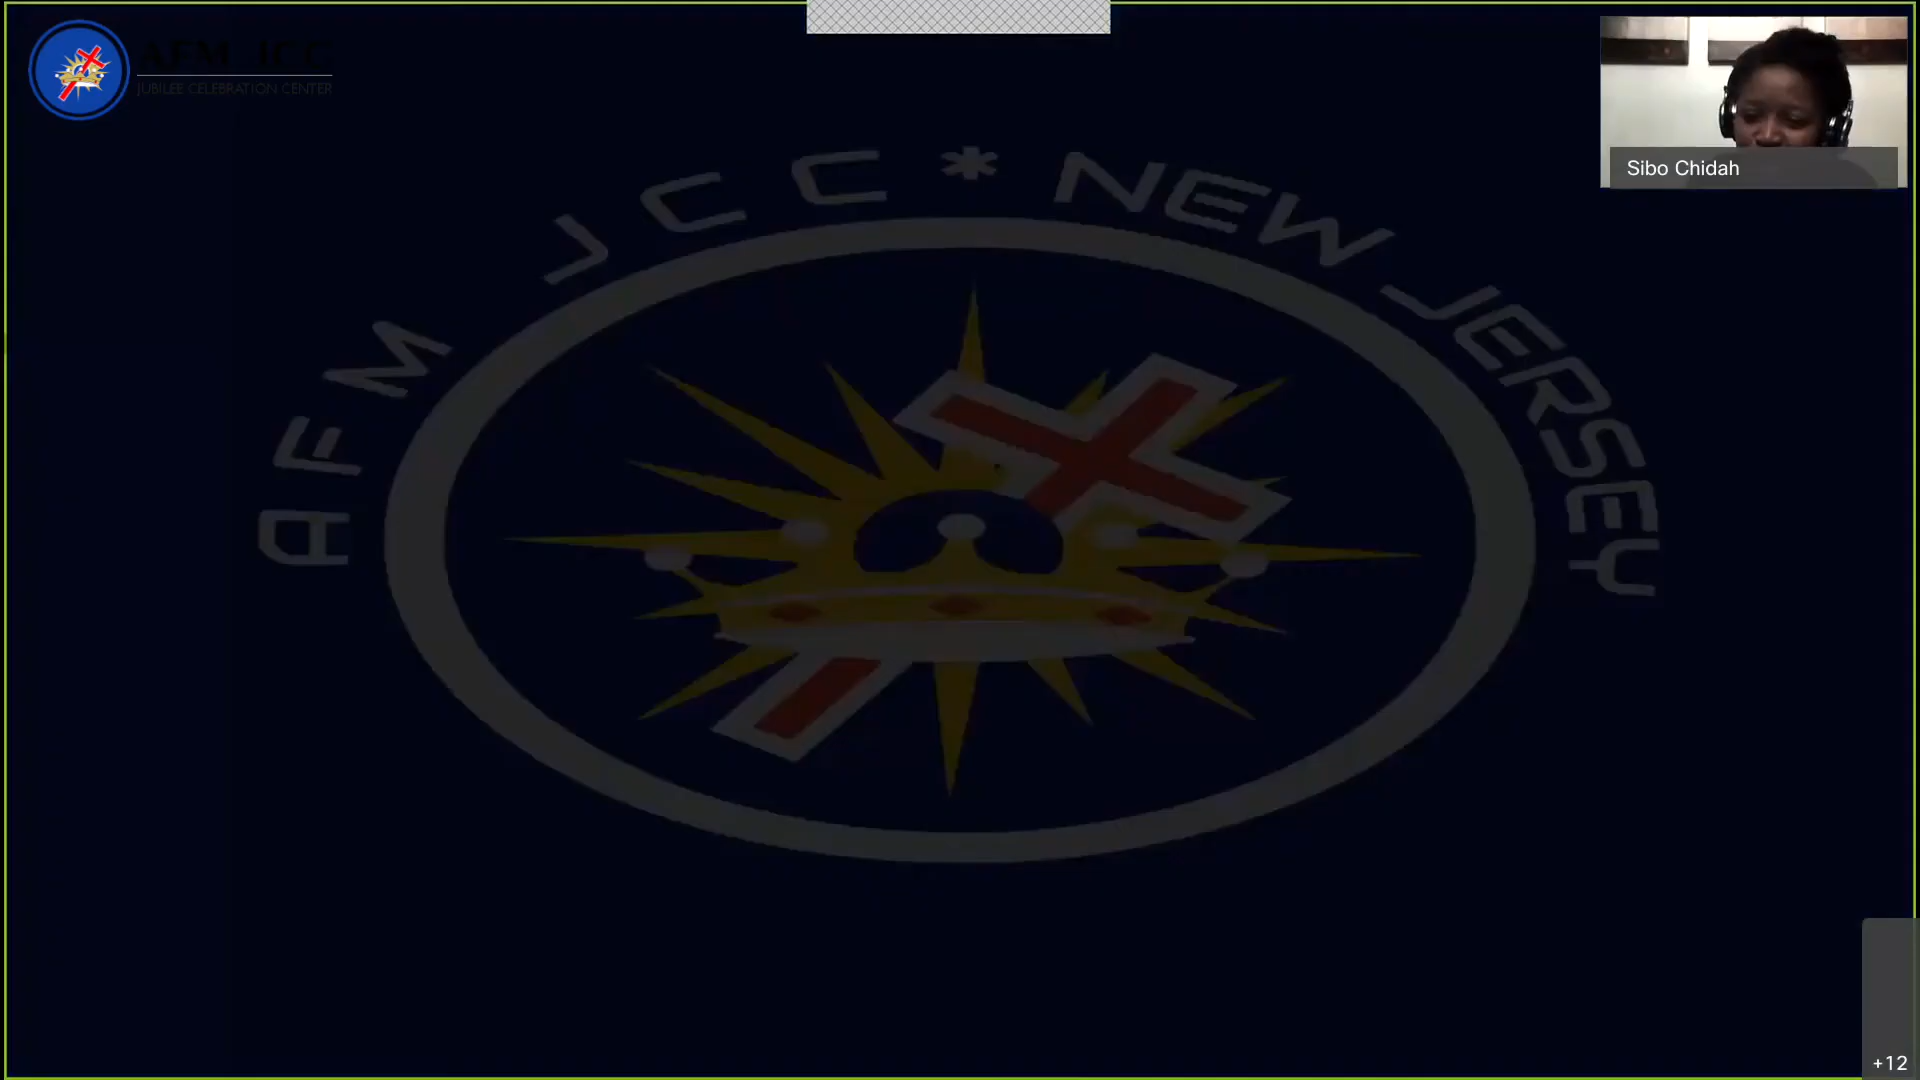 AFM JCC
JUBILEE CELEBRATION CENTER
Sibo Chidah
AFM JCC * NEW JERSEY
+12